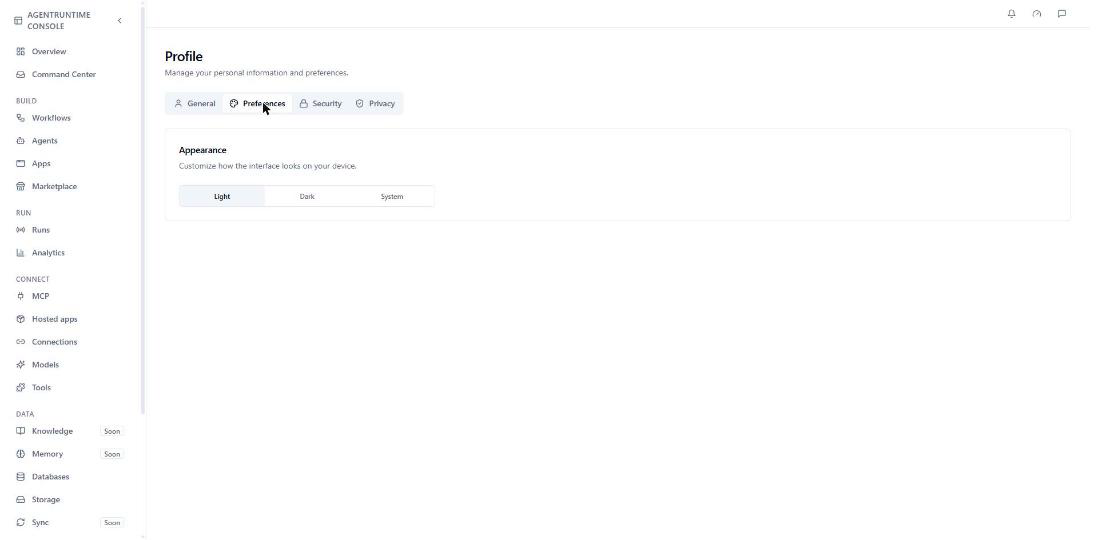 AGENTRUNTIME
CONSOLE
Overview
Command Center
BUILD
Workflows
Agents
Apps
Marketplace
RUN
Runs
Analytics
CONNECT
MCP
Hosted apps
Connections
Models
Tools
DATA
Knowledge Soon
Memory Soon
Databases
Storage
Sync Soon
Profile
Manage your personal information and preferences.
General Preferences Security Privacy
Appearance
Customize how the interface looks on your device.
Light Dark System